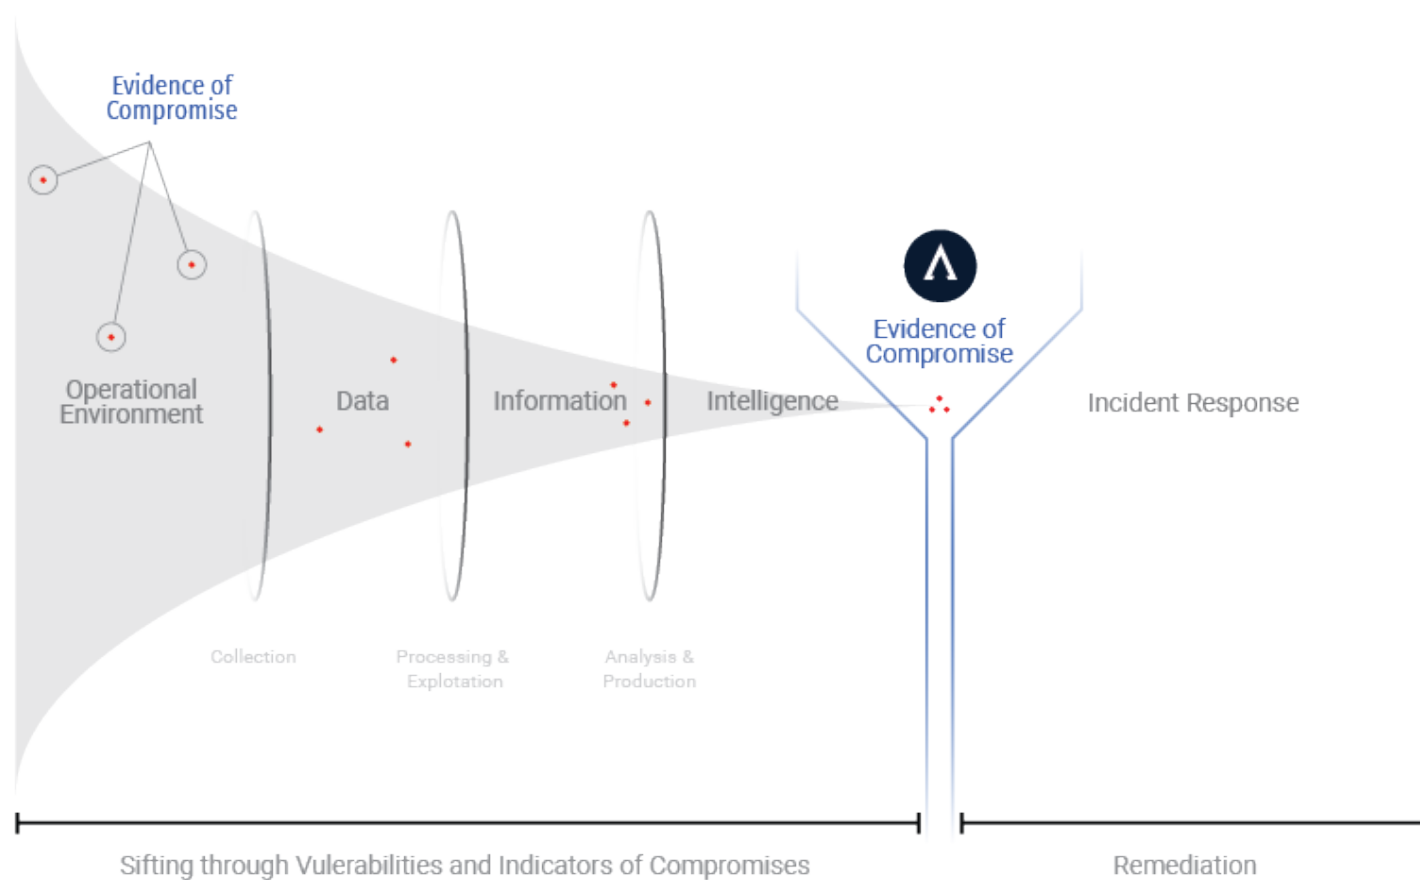 Evidence of
Compromise
Operational
Environment
Data
Information
Intelligence
Evidence of
Compromise
Incident Response
Collection
Processing &
Explotation
Analysis &
Production
Sifting through Vulerabilities and Indicators of Compromises
Remediation